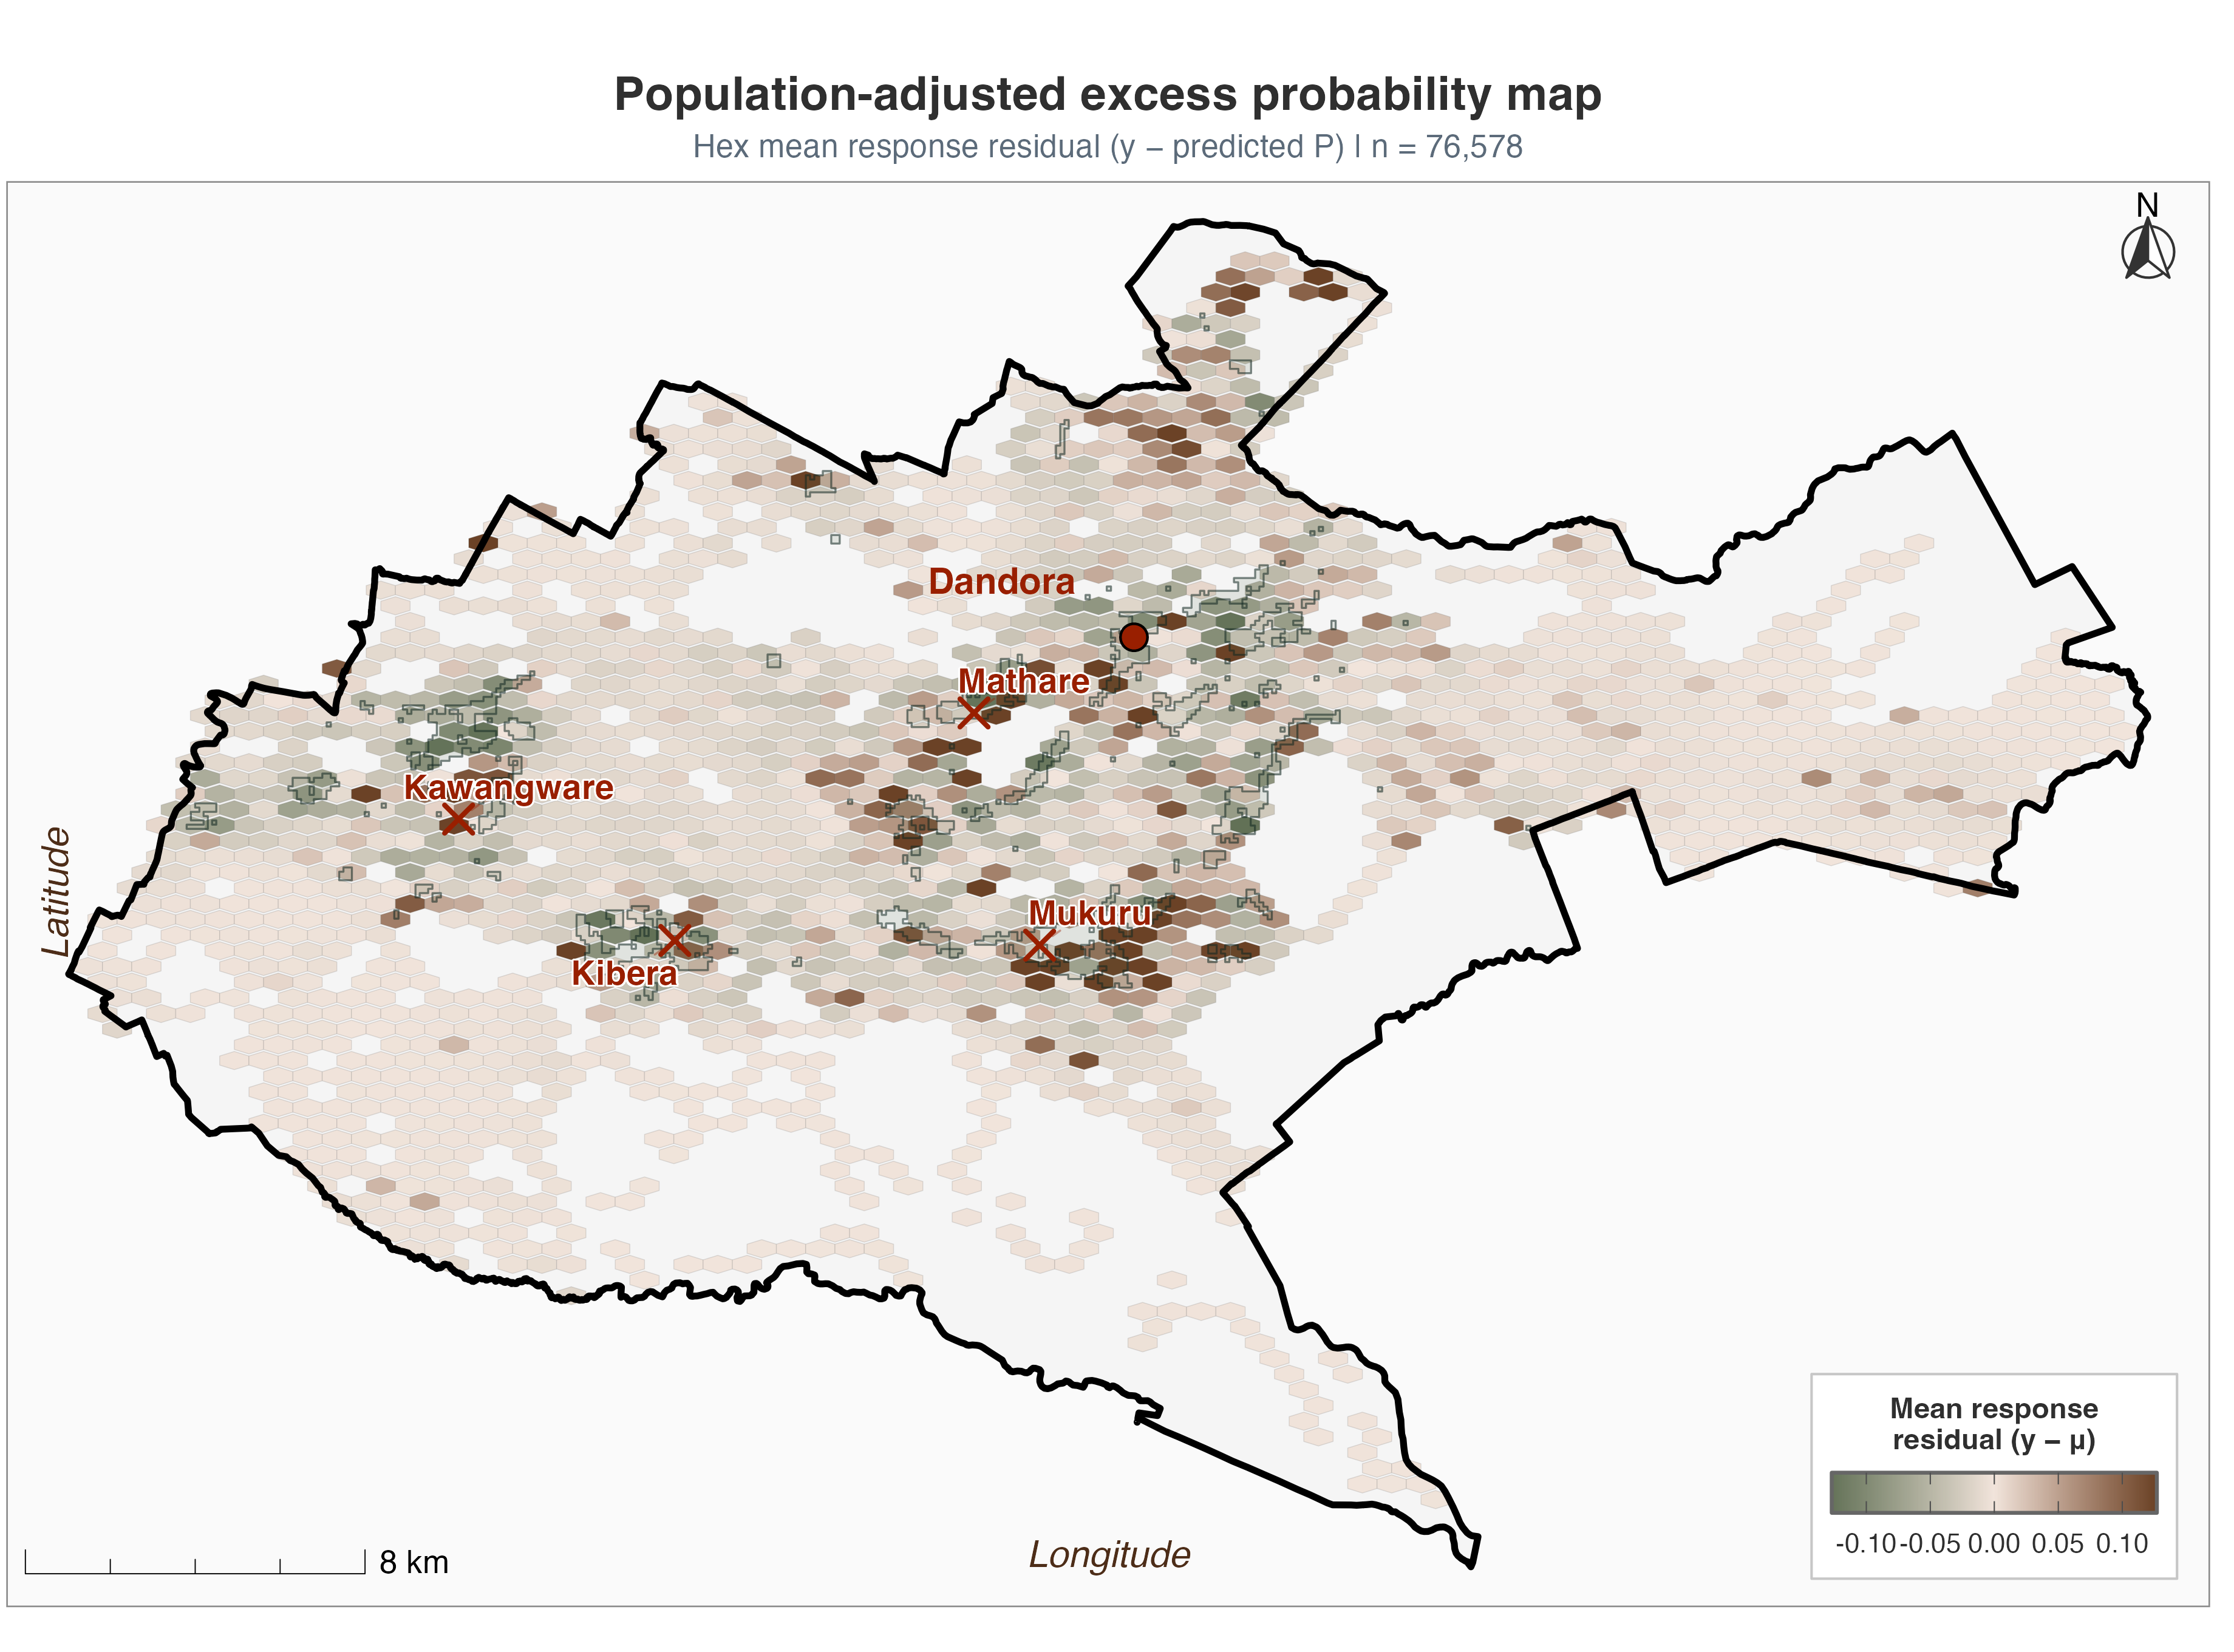 Population-adjusted excess probability map
Hex mean response residual (y − predicted P) | n = 76,578
N
Dandora
Mathare
Kawangware
Mukuru
Kibera
Latitude
Longitude
8 km
Mean response
residual (y − μ)
-0.10 -0.05 0.00 0.05 0.10